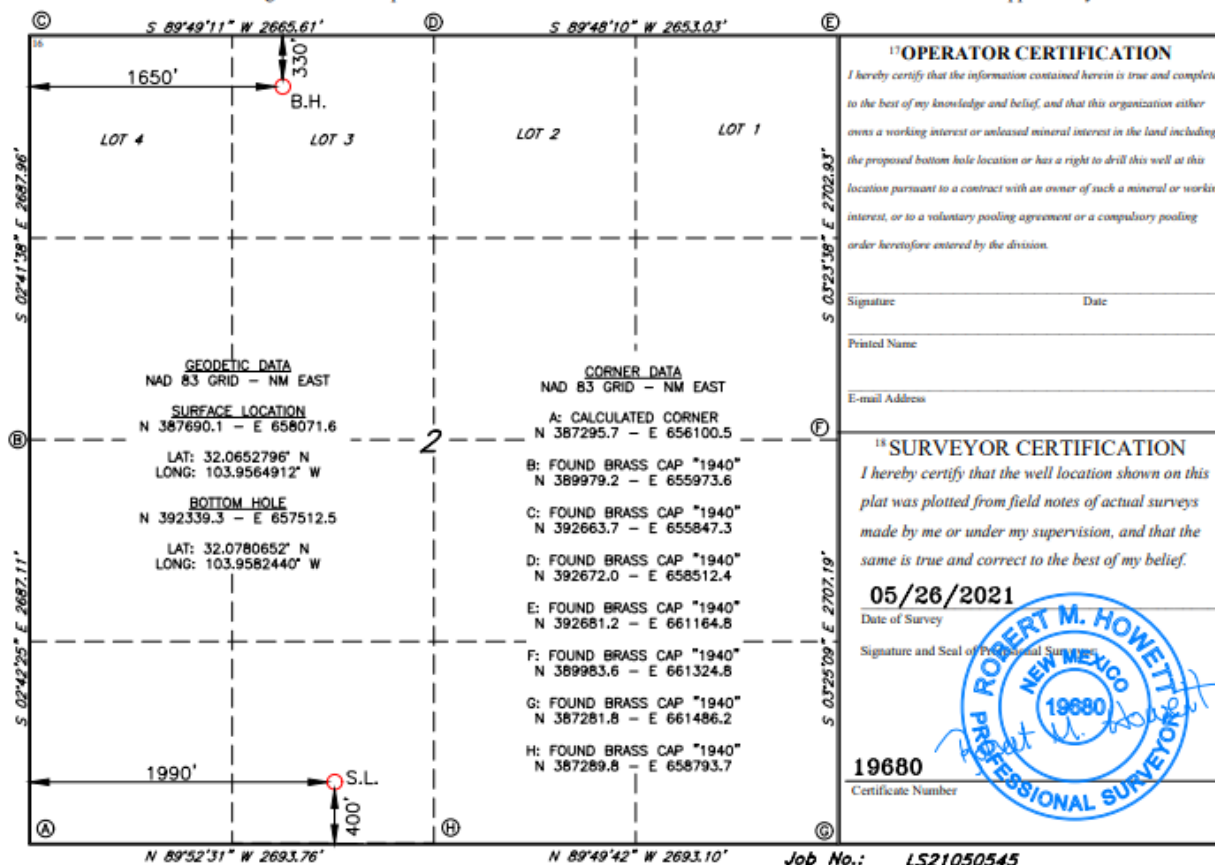 C
S 89°49'11" W 2665.61'
D
S 89°48'10" W 2653.03'
E
16
1650'
330'
B.H.
LOT 4
LOT 3
LOT 2
LOT 1
S 02°41'38" E 2687.96'
S 03°23'38" E 2702.93'
GEODETIC DATA
NAD 83 GRID – NM EAST
SURFACE LOCATION
N 387690.1 – E 658071.6
LAT: 32.0652796° N
LONG: 103.9564912° W
BOTTOM HOLE
N 392339.3 – E 657512.5
LAT: 32.0780652° N
LONG: 103.9582440° W
B
2
F
CORNER DATA
NAD 83 GRID – NM EAST
A: CALCULATED CORNER
N 387295.7 – E 656100.5
B: FOUND BRASS CAP "1940"
N 389979.2 – E 655973.6
C: FOUND BRASS CAP "1940"
N 392663.7 – E 655847.3
D: FOUND BRASS CAP "1940"
N 392672.0 – E 658512.4
E: FOUND BRASS CAP "1940"
N 392681.2 – E 661164.8
F: FOUND BRASS CAP "1940"
N 389983.6 – E 661324.8
G: FOUND BRASS CAP "1940"
N 387281.8 – E 661486.2
H: FOUND BRASS CAP "1940"
N 387289.8 – E 658793.7
S 02°42'25" E 2687.11'
S 03°25'09" E 2707.19'
1990'
S.L.
400'
A
H
G
N 89°52'31" W 2693.76'
N 89°49'42" W 2693.10'
Job No.: LS21050545
17 OPERATOR CERTIFICATION
I hereby certify that the information contained herein is true and complete
to the best of my knowledge and belief, and that this organization either
owns a working interest or unleased mineral interest in the land including
the proposed bottom hole location or has a right to drill this well at this
location pursuant to a contract with an owner of such a mineral or workin
interest, or to a voluntary pooling agreement or a compulsory pooling
order heretofore entered by the division.
Signature Date
Printed Name
E-mail Address
18 SURVEYOR CERTIFICATION
I hereby certify that the well location shown on this
plat was plotted from field notes of actual surveys
made by me or under my supervision, and that the
same is true and correct to the best of my belief.
05/26/2021
Date of Survey
Signature and Seal of Professional Surveyor:
ROBERT M. HOWETT
NEW MEXICO
19680
PROFESSIONAL SURVEYOR
Robert M. Howett
19680
Certificate Number